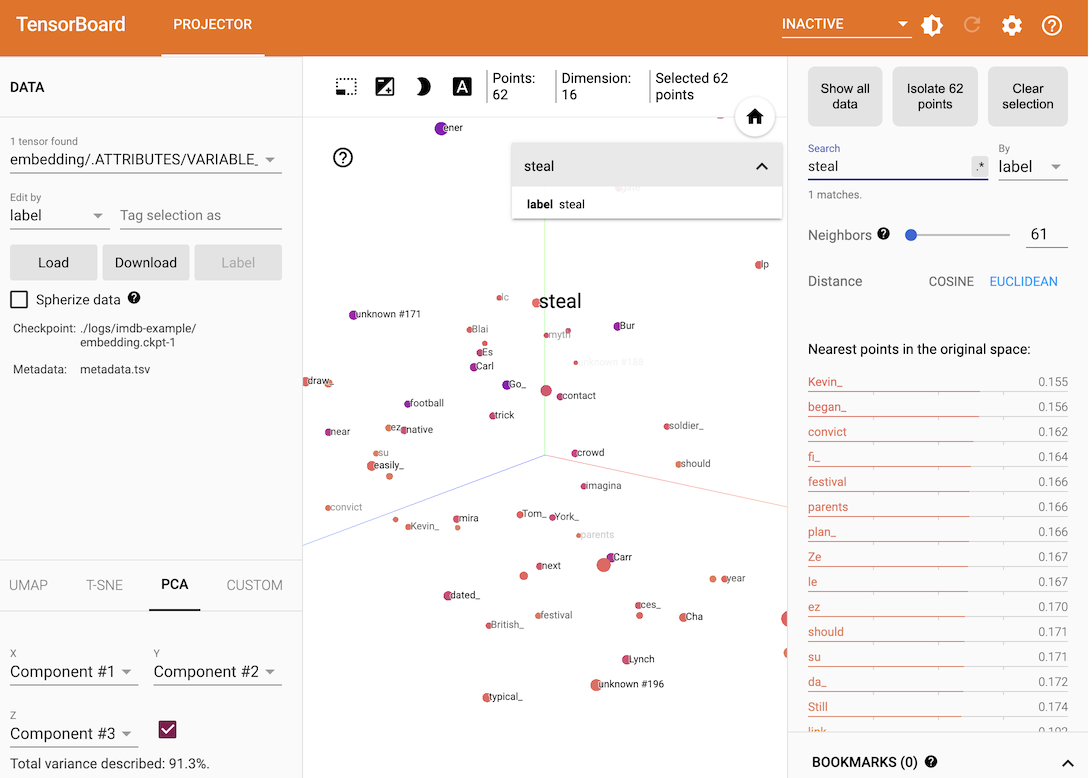 TensorBoard
PROJECTOR
INACTIVE
DATA
1 tensor found
embedding/.ATTRIBUTES/VARIABLE_
Edit by
label
Tag selection as
Load
Download
Label
Spherize data
Checkpoint: ./logs/imdb-example/
embedding.ckpt-1
Metadata: metadata.tsv
UMAP
T-SNE
PCA
CUSTOM
X
Component #1
Y
Component #2
Z
Component #3
Total variance described: 91.3%.
A
Points:
62
Dimension:
16
Selected 62
points
ener
steal
label steal
lp
lc
steal
unknown #171
Blai
myth
Bur
Es
unknown #198
Carl
draw_
Go_
contact
football
trick
near
ez
native
soldier_
su
crowd
easily_
should
imagina
convict
Kevin_
mira
Tom_
York_
parents
Carr
next
year
dated_
ces_
festival
British_
Cha
Lynch
unknown #196
typical_
Show all
data
Isolate 62
points
Clear
selection
Search
steal
.*
By
label
1 matches.
Neighbors
61
Distance
COSINE
EUCLIDEAN
Nearest points in the original space:
Kevin_ 0.155
began_ 0.156
convict 0.162
fi_ 0.164
festival 0.166
parents 0.166
plan_ 0.166
Ze 0.167
le 0.167
ez 0.170
should 0.171
su 0.171
da_ 0.172
Still 0.174
BOOKMARKS (0)